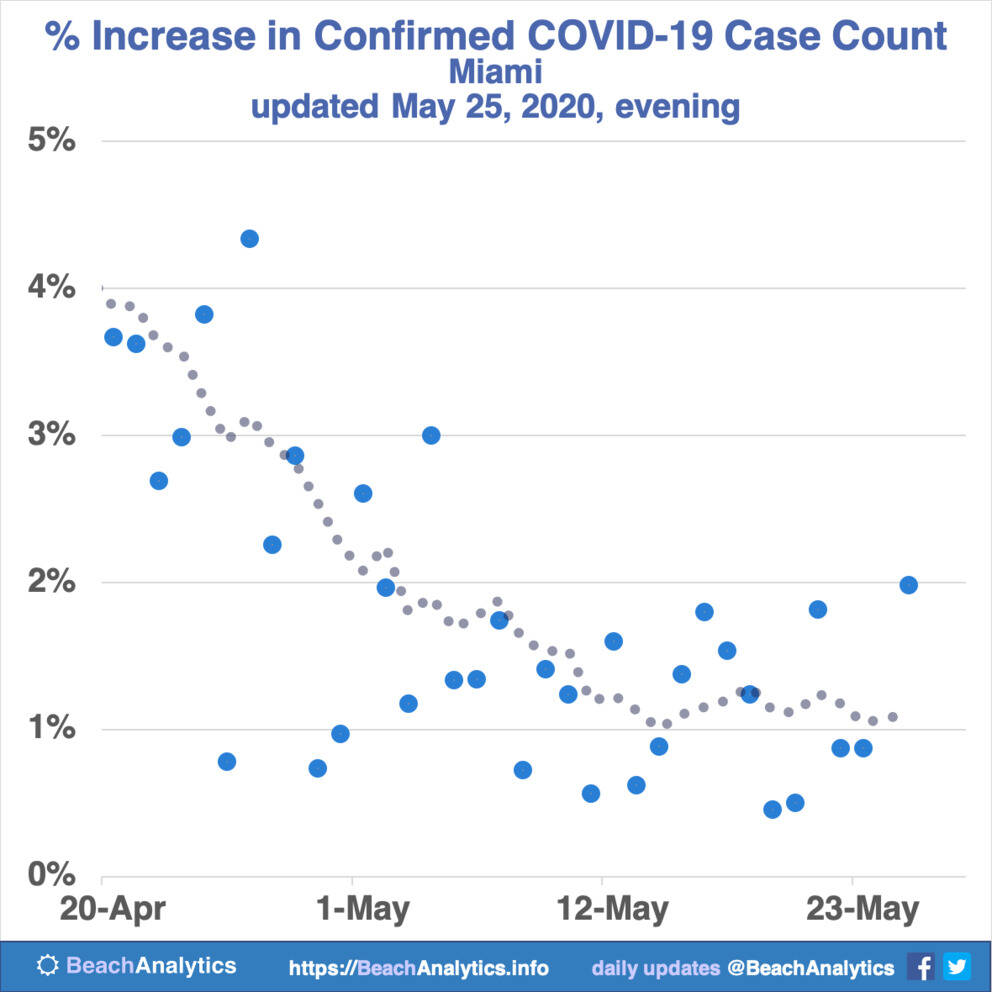 % Increase in Confirmed COVID-19 Case Count
Miami
updated May 25, 2020, evening
5%
4%
3%
2%
1%
0%
20-Apr 1-May 12-May 23-May
BeachAnalytics https://BeachAnalytics.info daily updates @BeachAnalytics